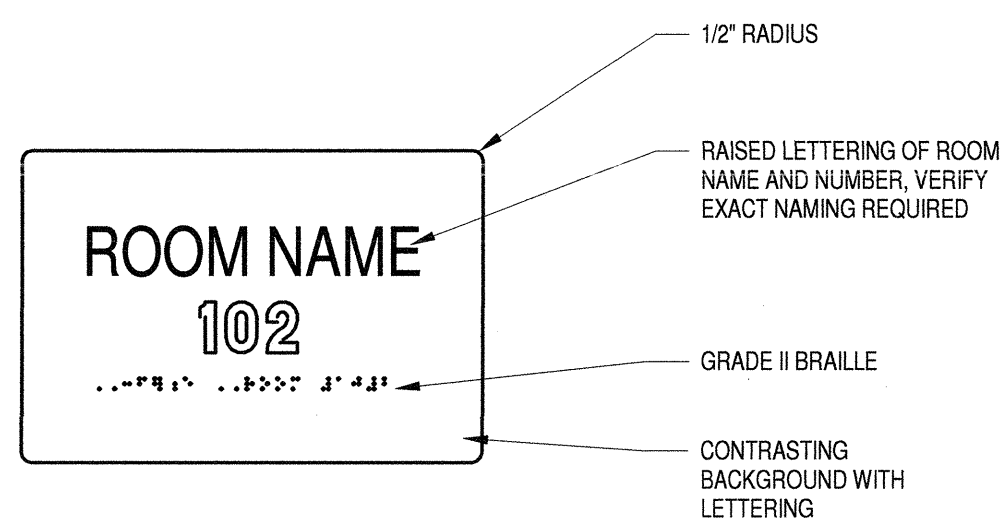 1/2" RADIUS
RAISED LETTERING OF ROOM
NAME AND NUMBER, VERIFY
EXACT NAMING REQUIRED
ROOM NAME
102
GRADE II BRAILLE
CONTRASTING
BACKGROUND WITH
LETTERING